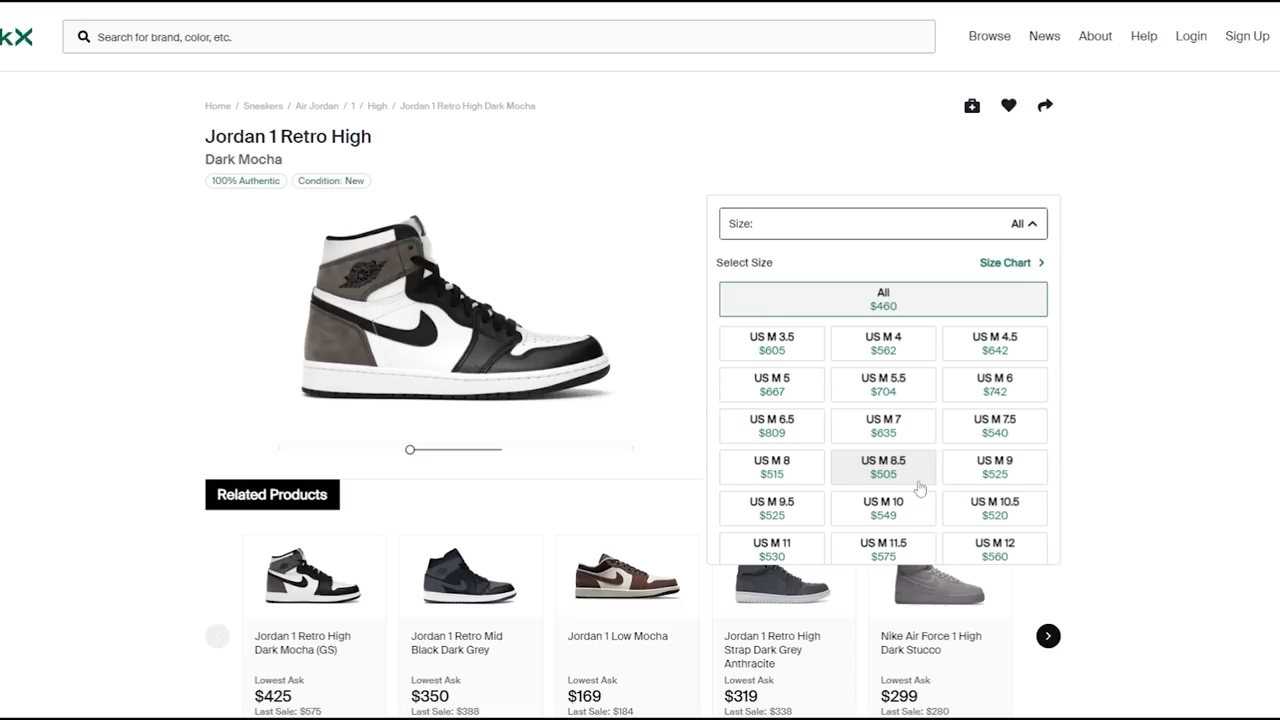 kX
Search for brand, color, etc.
Browse News About Help Login Sign Up
Home / Sneakers / Air Jordan / 1 / High / Jordan 1 Retro High Dark Mocha
Jordan 1 Retro High
Dark Mocha
100% Authentic Condition: New
Size: All
Select Size Size Chart
All
$460
US M 3.5 US M 4 US M 4.5
$605 $562 $642
US M 5 US M 5.5 US M 6
$667 $704 $742
US M 6.5 US M 7 US M 7.5
$809 $635 $540
US M 8 US M 8.5 US M 9
$515 $505 $525
US M 9.5 US M 10 US M 10.5
$525 $549 $520
US M 11 US M 11.5 US M 12
$530 $575 $560
Related Products
Jordan 1 Retro High
Dark Mocha (GS)
Lowest Ask
$425
Last Sale: $575
Jordan 1 Retro Mid
Black Dark Grey
Lowest Ask
$350
Last Sale: $388
Jordan 1 Low Mocha
Lowest Ask
$169
Last Sale: $184
Jordan 1 Retro High
Strap Dark Grey
Anthracite
Lowest Ask
$319
Last Sale: $338
Nike Air Force 1 High
Dark Stucco
Lowest Ask
$299
Last Sale: $280